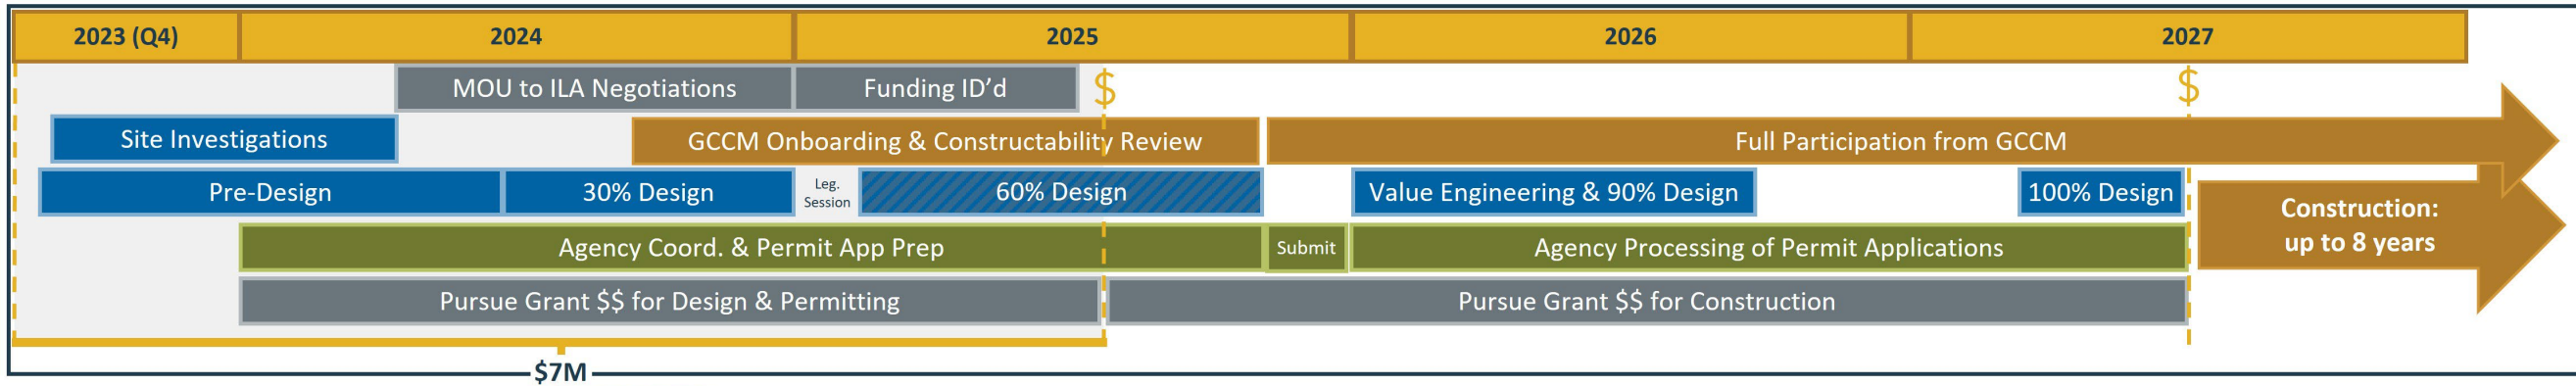 2023 (Q4) 2024 2025 2026 2027
MOU to ILA Negotiations Funding ID’d $ $
Site Investigations GCCM Onboarding & Constructability Review Full Participation from GCCM
Pre-Design 30% Design Leg. Session 60% Design Value Engineering & 90% Design 100% Design
Construction:
up to 8 years
Agency Coord. & Permit App Prep Submit Agency Processing of Permit Applications
Pursue Grant $$ for Design & Permitting Pursue Grant $$ for Construction
$7M